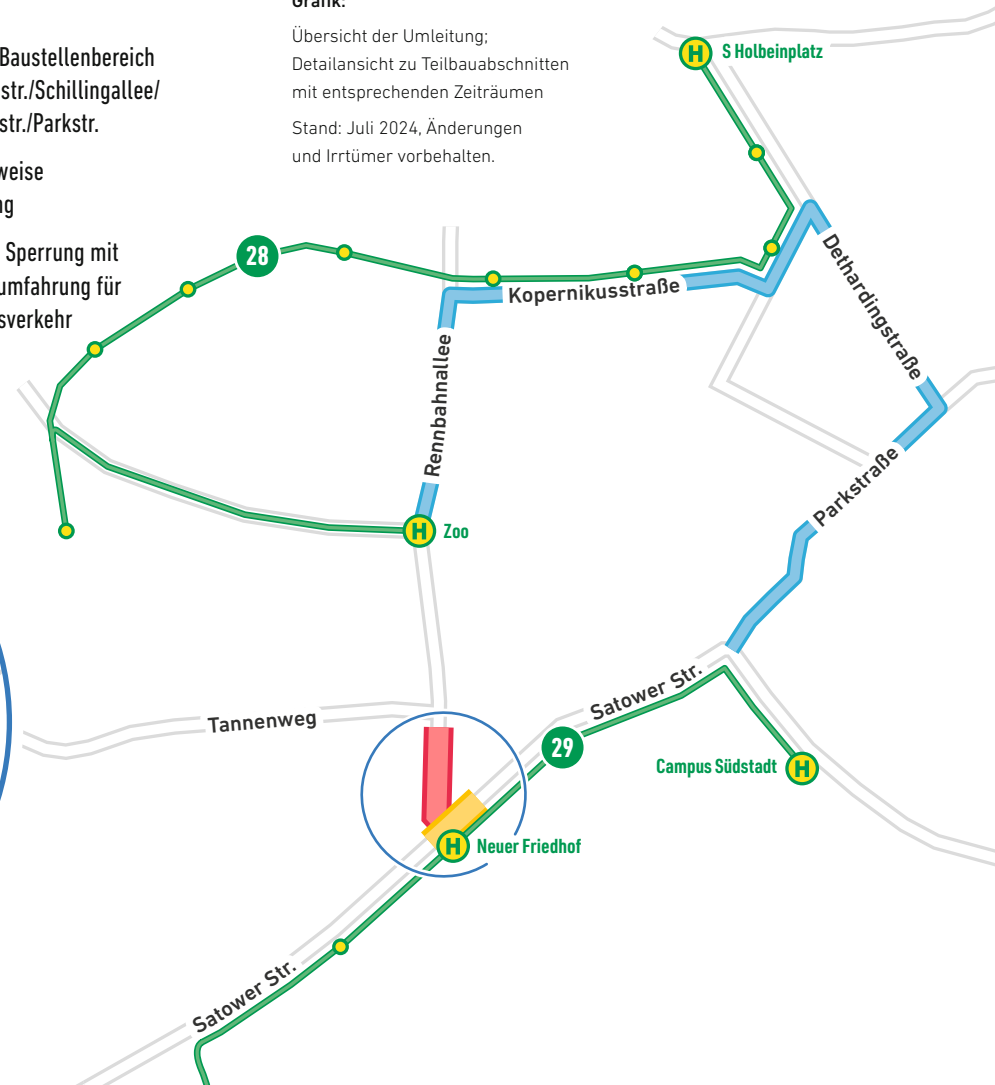 Baustellenbereich
str./Schillingallee/
str./Parkstr.
weise
ng
Sperrung mit
umfahrung für
sverkehr
Grafik:
Übersicht der Umleitung;
Detailansicht zu Teilbauabschnitten
mit entsprechenden Zeiträumen
Stand: Juli 2024, Änderungen
und Irrtümer vorbehalten.
H S Holbeinplatz
28
Kopernikusstraße
Dethardingstraße
Rennbahnallee
Parkstraße
H Zoo
Satower Str.
Tannenweg
29
Campus Südstadt H
H Neuer Friedhof
Satower Str.